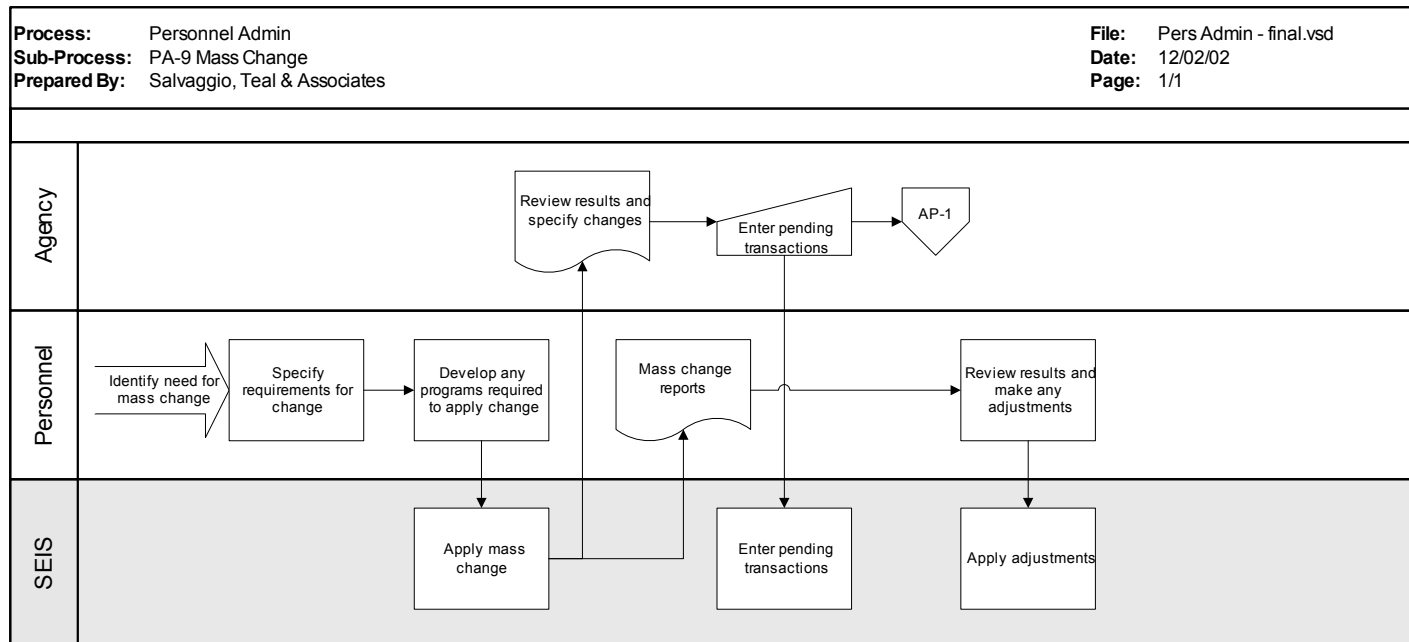 Process: Personnel Admin
Sub-Process: PA-9 Mass Change
Prepared By: Salvaggio, Teal & Associates
File: Pers Admin - final.vsd
Date: 12/02/02
Page: 1/1
Agency
Review results and
specify changes
Enter pending
transactions
AP-1
Personnel
Identify need for
mass change
Specify
requirements for
change
Develop any
programs required
to apply change
Mass change
reports
Review results and
make any
adjustments
SEIS
Apply mass
change
Enter pending
transactions
Apply adjustments